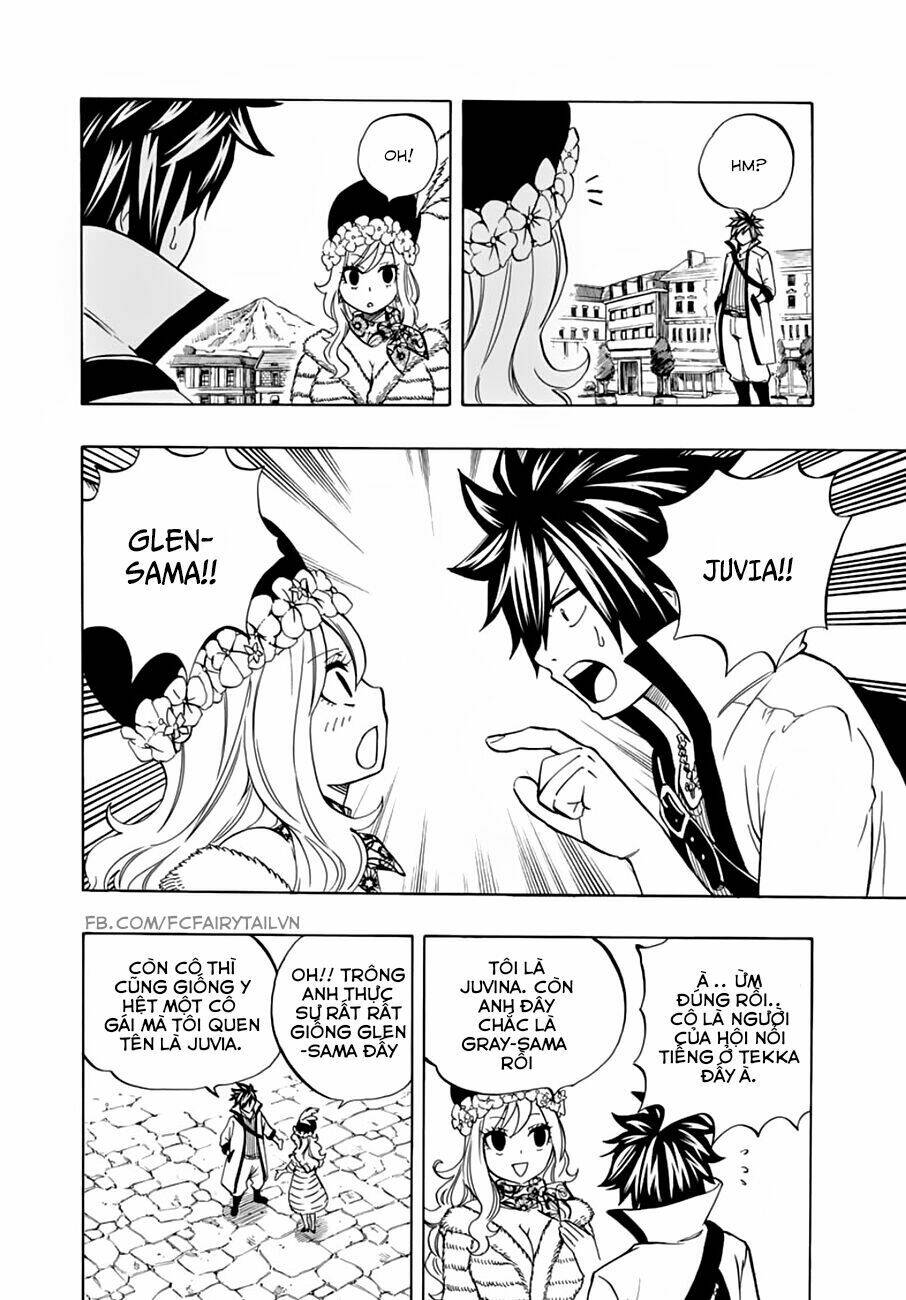 HM?
OH!
JUVIA!!
GLEN-
SAMA!!
FB.COM/FCFAIRYTAILVN
À.. ỪM
ĐÚNG RỒI..
CÔ LÀ NGƯỜI
CỦA HỘI NỔI
TIẾNG Ở TEKKA
ĐẤY À.
TÔI LÀ
JUVINA. CÒN
ANH ĐÂY
CHẮC LÀ
GRAY-SAMA
RỒI
OH!! TRÔNG
ANH THỰC
SỰ RẤT RẤT
GIỐNG GLEN
-SAMA ĐẤY
CÒN CÔ THÌ
CŨNG GIỐNG Y
HỆT MỘT CÔ
GÁI MÀ TÔI QUEN
TÊN LÀ JUVIA.